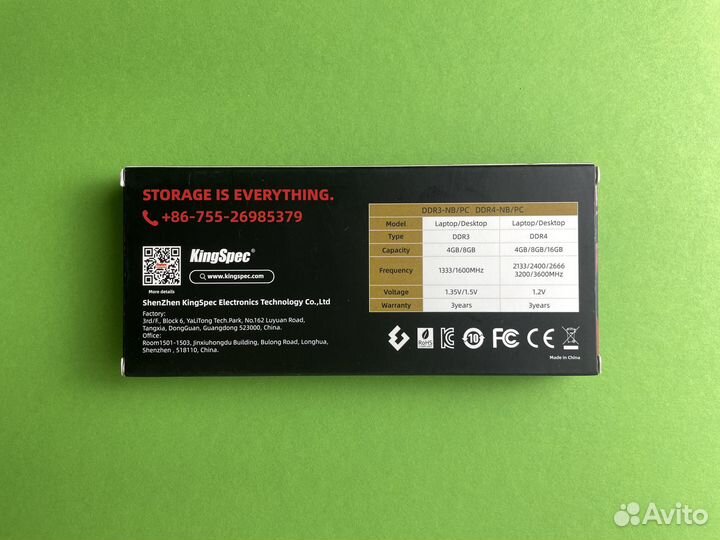 STORAGE IS EVERYTHING.
+86-755-26985379
KingSpec®
www.kingspec.com
More details
ShenZhen KingSpec Electronics Technology Co.,Ltd
Factory:
3rd/F., Block 6, YaLiTong Tech.Park, No.162 Luyuan Road,
Tangxia, DongGuan, Guangdong 523000, China.
Office:
Room1501-1503, Jinxiuhongdu Building, Bulong Road, Longhua,
Shenzhen , 518110, China.
DDR3-NB/PC DDR4-NB/PC
Model Laptop/Desktop Laptop/Desktop
Type DDR3 DDR4
Capacity 4GB/8GB 4GB/8GB/16GB
Frequency 1333/1600MHz 2133/2400/2666
3200/3600MHz
Voltage 1.35V/1.5V 1.2V
Warranty 3years 3years
RoHS
10
FC CE
Made in China
Avito